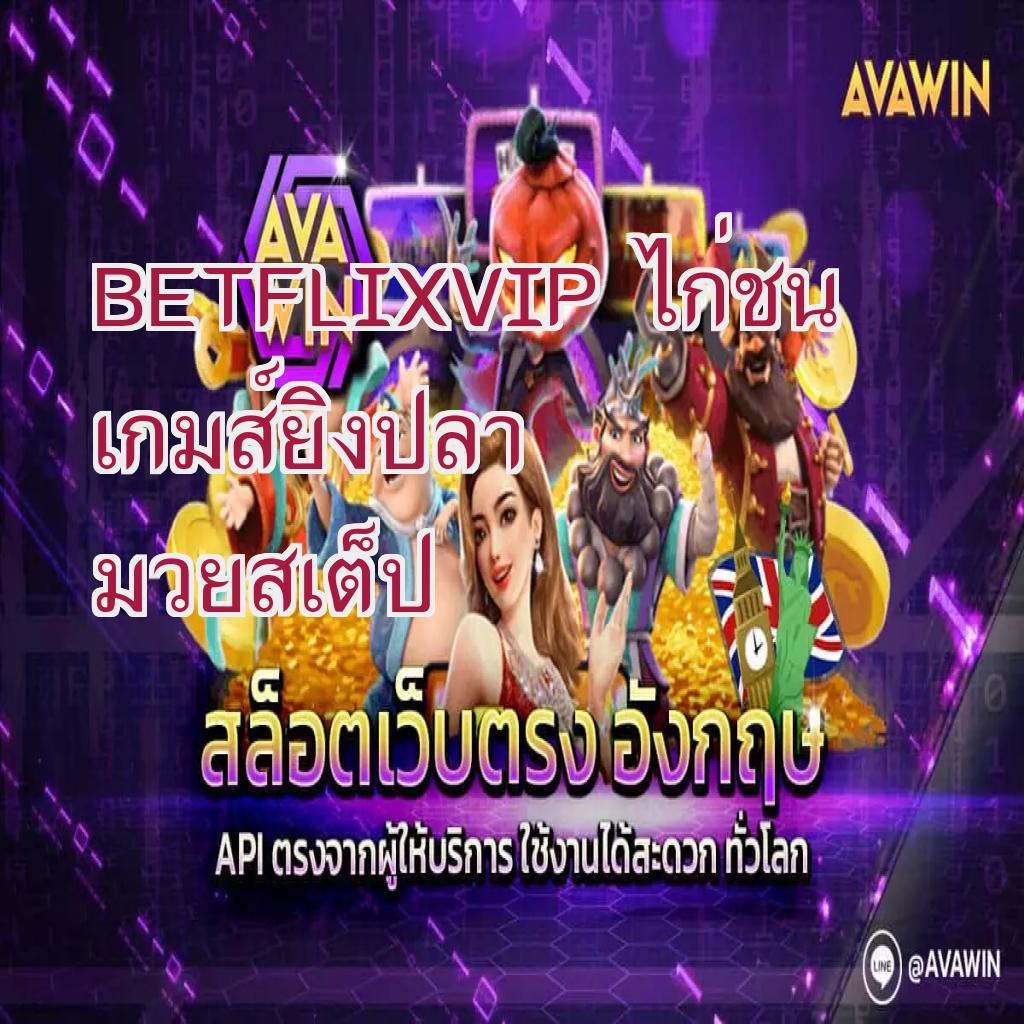 AVAWIN
AVA
WIN
BETFLIXVIP ไก่ชน
เกมส์ยิงปลา
มวยสเต็ป
สล็อตเว็บตรง อังกฤษ
API ตรงจากผู้ให้บริการ ใช้งานได้สะดวก ทั่วโลก
LINE @AVAWIN